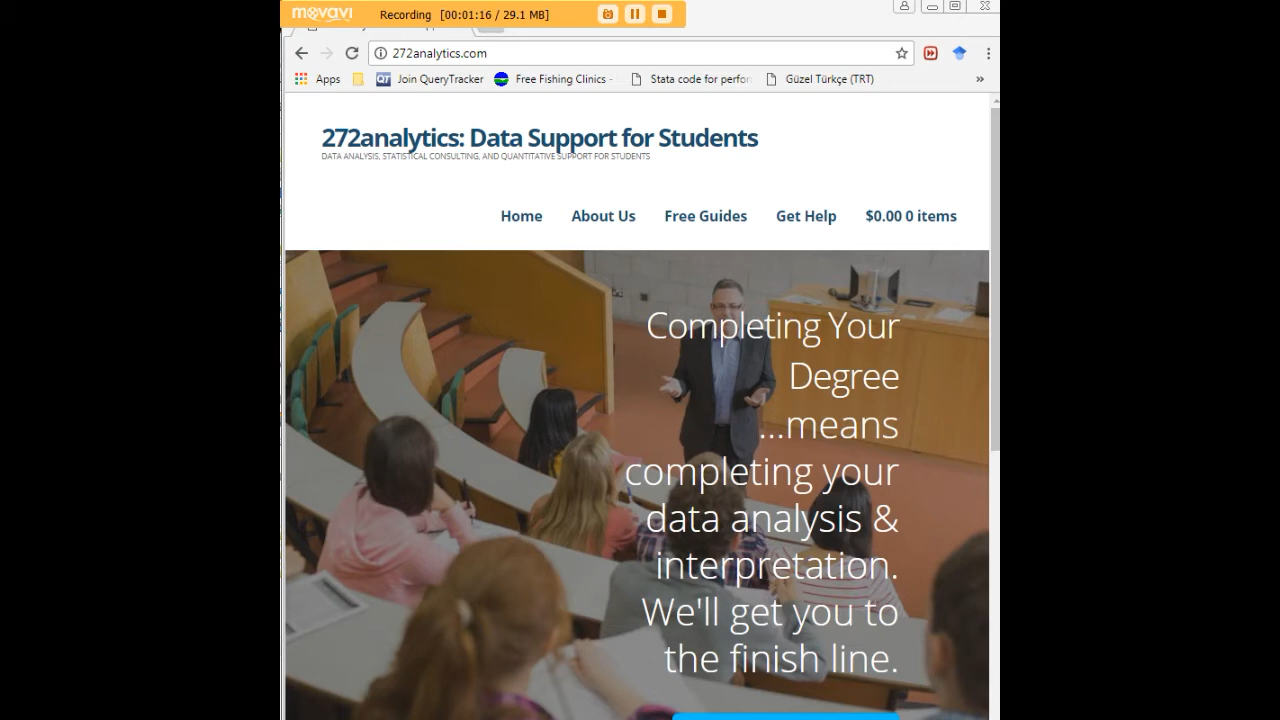 movavi Recording [00:01:16 / 29.1 MB]
272analytics.com
Apps QT Join QueryTracker Free Fishing Clinics - Stata code for perfor Güzel Türkçe (TRT) »
272analytics: Data Support for Students
DATA ANALYSIS, STATISTICAL CONSULTING, AND QUANTITATIVE SUPPORT FOR STUDENTS
Home About Us Free Guides Get Help $0.00 0 items
Completing Your
Degree
...means
completing your
data analysis &
interpretation.
We'll get you to
the finish line.